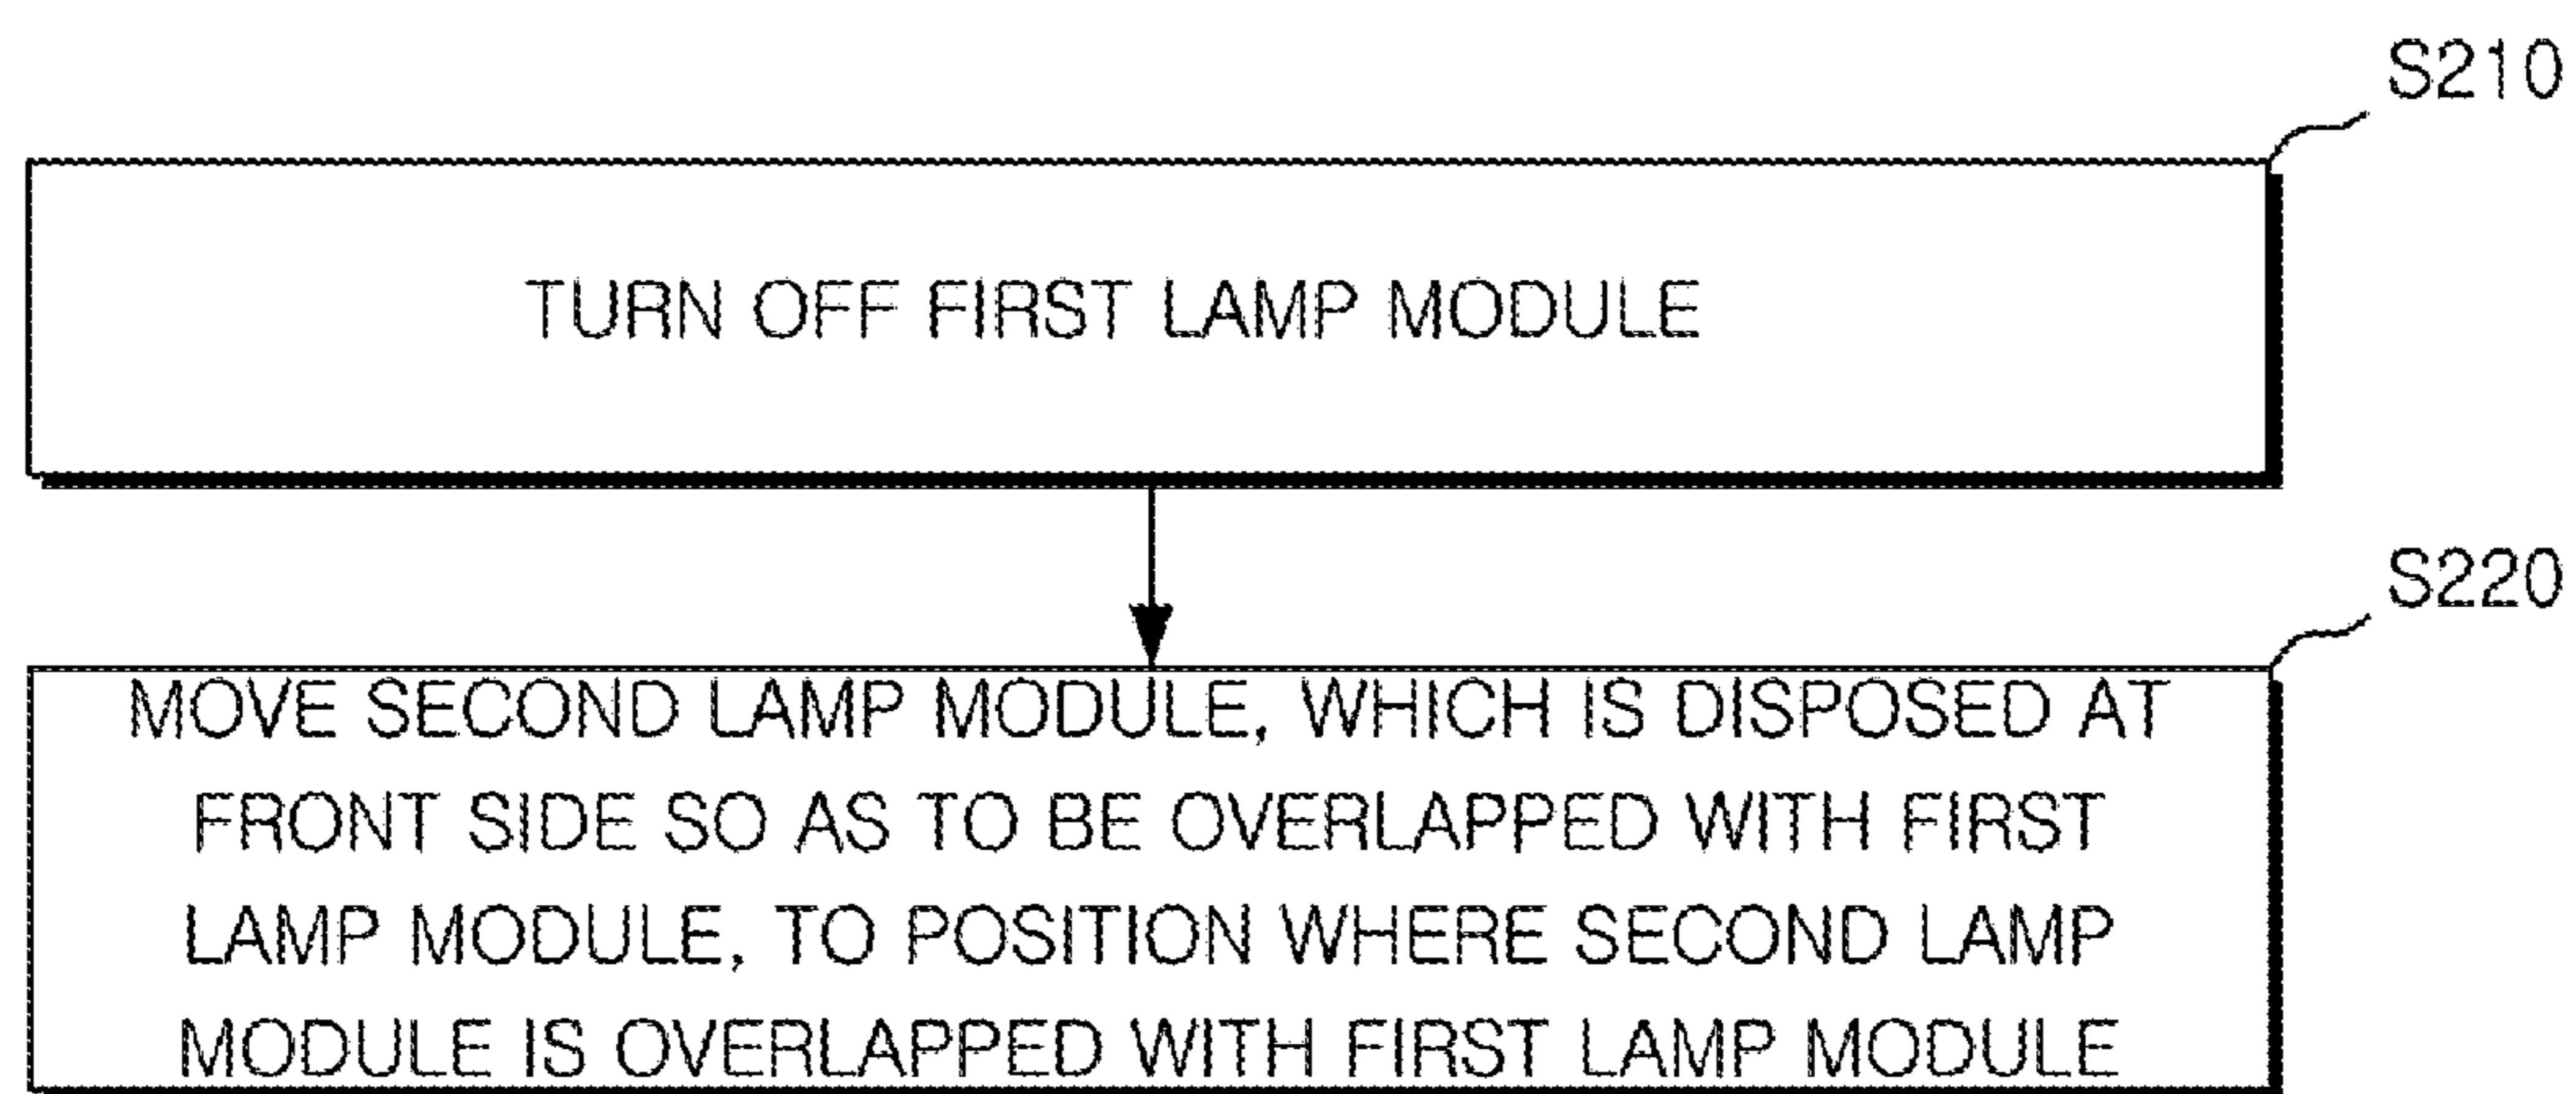 S210
TURN OFF FIRST LAMP MODULE
S220
MOVE SECOND LAMP MODULE, WHICH IS DISPOSED AT
FRONT SIDE SO AS TO BE OVERLAPPED WITH FIRST
LAMP MODULE, TO POSITION WHERE SECOND LAMP
MODULE IS OVERLAPPED WITH FIRST LAMP MODULE